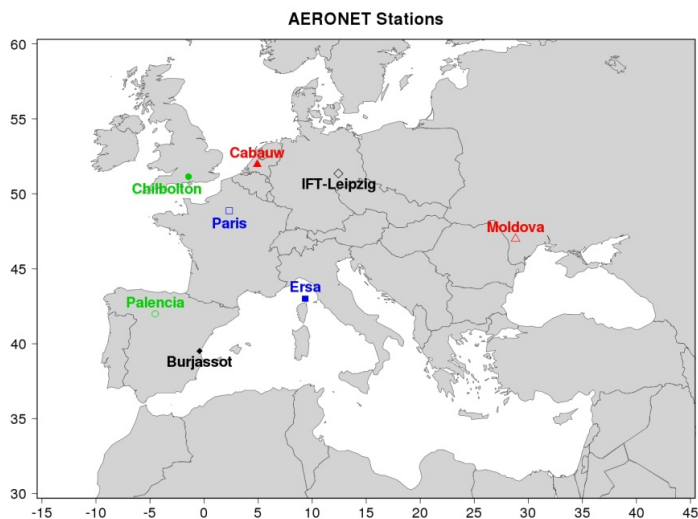 AERONET Stations
60
55
50
45
40
35
30
Cabauw
Chilbolton
IFT-Leipzig
Paris
Moldova
Ersa
Palencia
Burjassot
-15 -10 -5 0 5 10 15 20 25 30 35 40 45